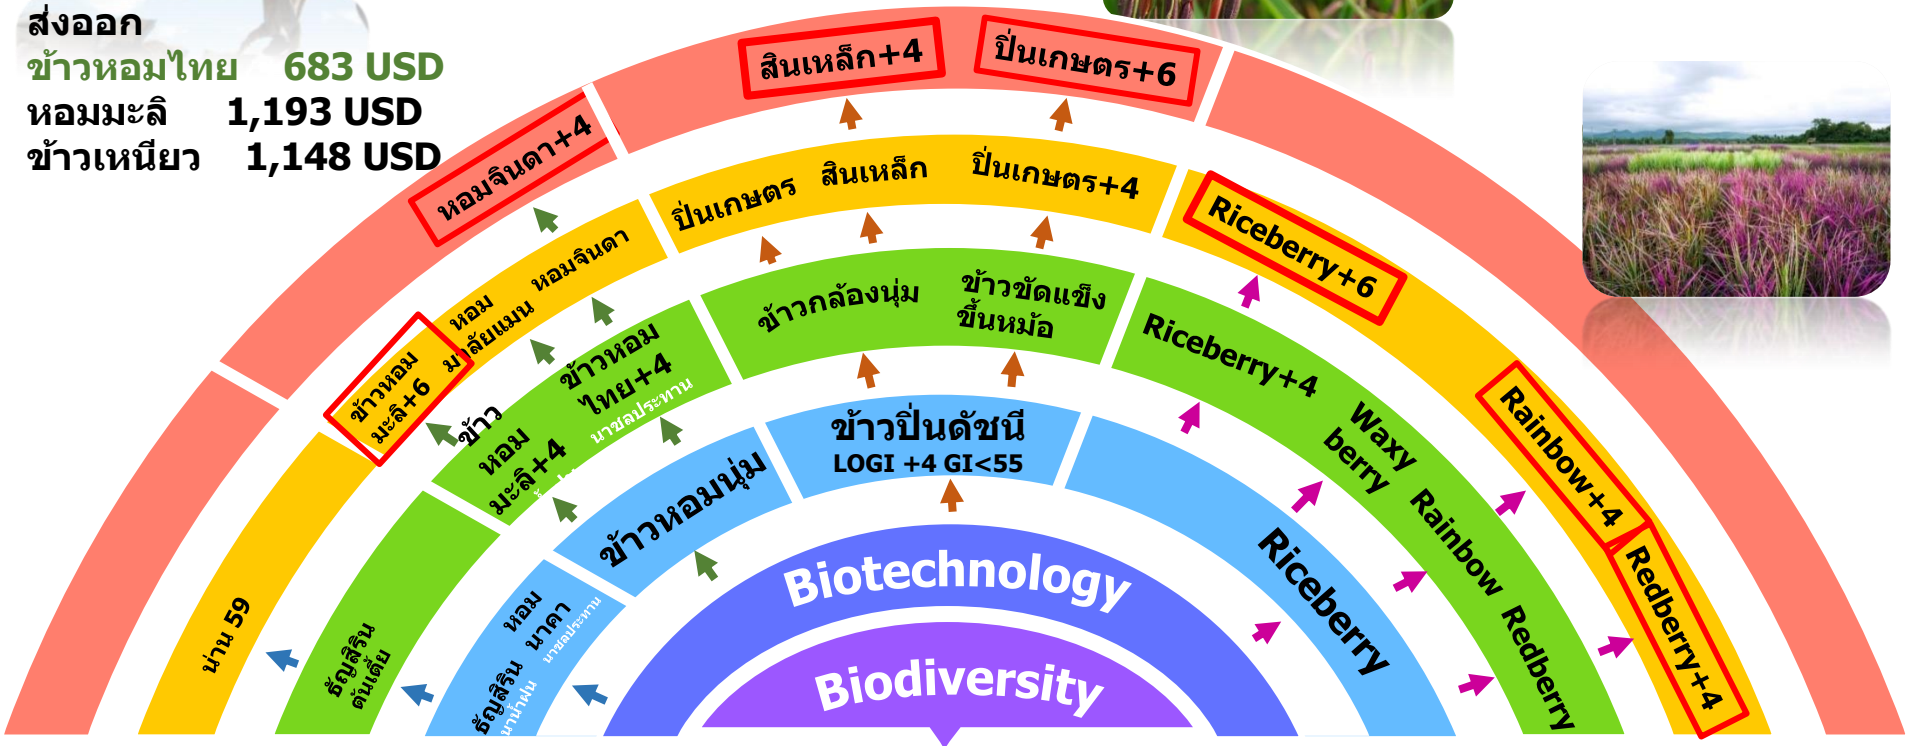 ส่งออก
ข้าวหอมไทย 683 USD
หอมมะลิ 1,193 USD
ข้าวเหนียว 1,148 USD
หอมจินดา+4
สินเหล็ก+4
ปิ่นเกษตร+6
น่าน 59
ข้าวหอม
มะลิ+6
หอม
มาลัยแมน
หอมจินดา
ปิ่นเกษตร
สินเหล็ก
ปิ่นเกษตร+4
Riceberry+6
Rainbow+4
Redberry+4
ธัญสิริน
ต้นเตี้ย
ข้าว
หอม
มะลิ+4
ข้าวหอม
ไทย+4
นาชลประทาน
ข้าวกล้องนุ่ม
ข้าวขัดแข็ง
ขึ้นหม้อ
Riceberry+4
Waxy
berry
Rainbow
Redberry
ธัญสิริน
นาน้ำฝน
หอม
นาคา
นาชลประทาน
ข้าวหอมนุ่ม
ข้าวปิ่นดัชนี
LOGI +4 GI<55
Riceberry
Biotechnology
Biodiversity